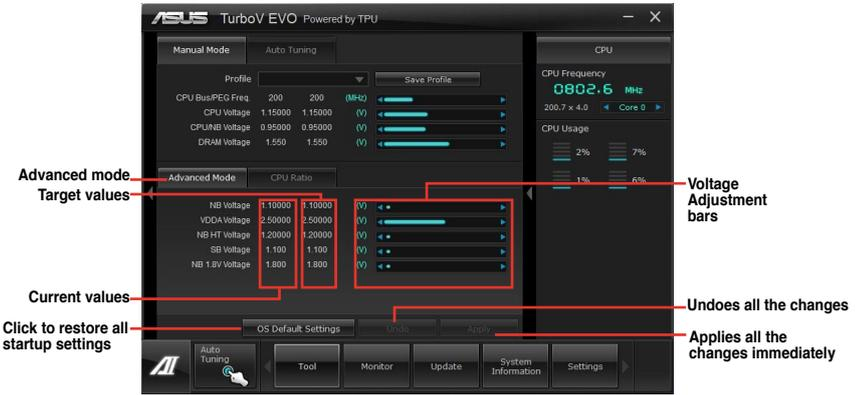 ASUS TurboV EVO Powered by TPU
Manual Mode Auto Tuning
Profile Save Profile
CPU Bus/PEG Freq. 200 200 (MHz)
CPU Voltage 1.15000 1.15000 (V)
CPU/NB Voltage 0.95000 0.95000 (V)
DRAM Voltage 1.550 1.550 (V)
CPU
CPU Frequency
0802.6 MHz
200.7 x 4.0 Core 0
CPU Usage
2% 7%
1% 6%
Advanced mode
Target values
Advanced Mode CPU Ratio
NB Voltage 1.10000 1.10000 (V)
VDDA Voltage 2.50000 2.50000 (V)
NB HT Voltage 1.20000 1.20000 (V)
SB Voltage 1.100 1.100 (V)
NB 1.8V Voltage 1.800 1.800 (V)
Voltage
Adjustment
bars
Current values
Undoes all the changes
Click to restore all
startup settings
OS Default Settings Undo Apply
Applies all the
changes immediately
Auto
Tuning
Tool Monitor Update System
Information Settings